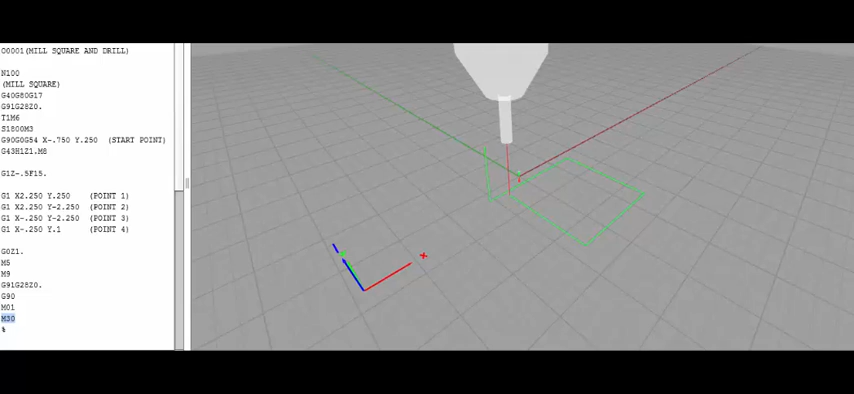 O0001(MILL SQUARE AND DRILL)
N100
(MILL SQUARE)
G40G80G17
G91G28Z0.
T1M6
S1800M3
G90G0G54 X-.750 Y.250 (START POINT)
G43H1Z1.M8
G1Z-.5F15.
G1 X2.250 Y.250 (POINT 1)
G1 X2.250 Y-2.250 (POINT 2)
G1 X-.250 Y-2.250 (POINT 3)
G1 X-.250 Y.1 (POINT 4)
G0Z1.
M5
M9
G91G28Z0.
G90
M01
M30
%